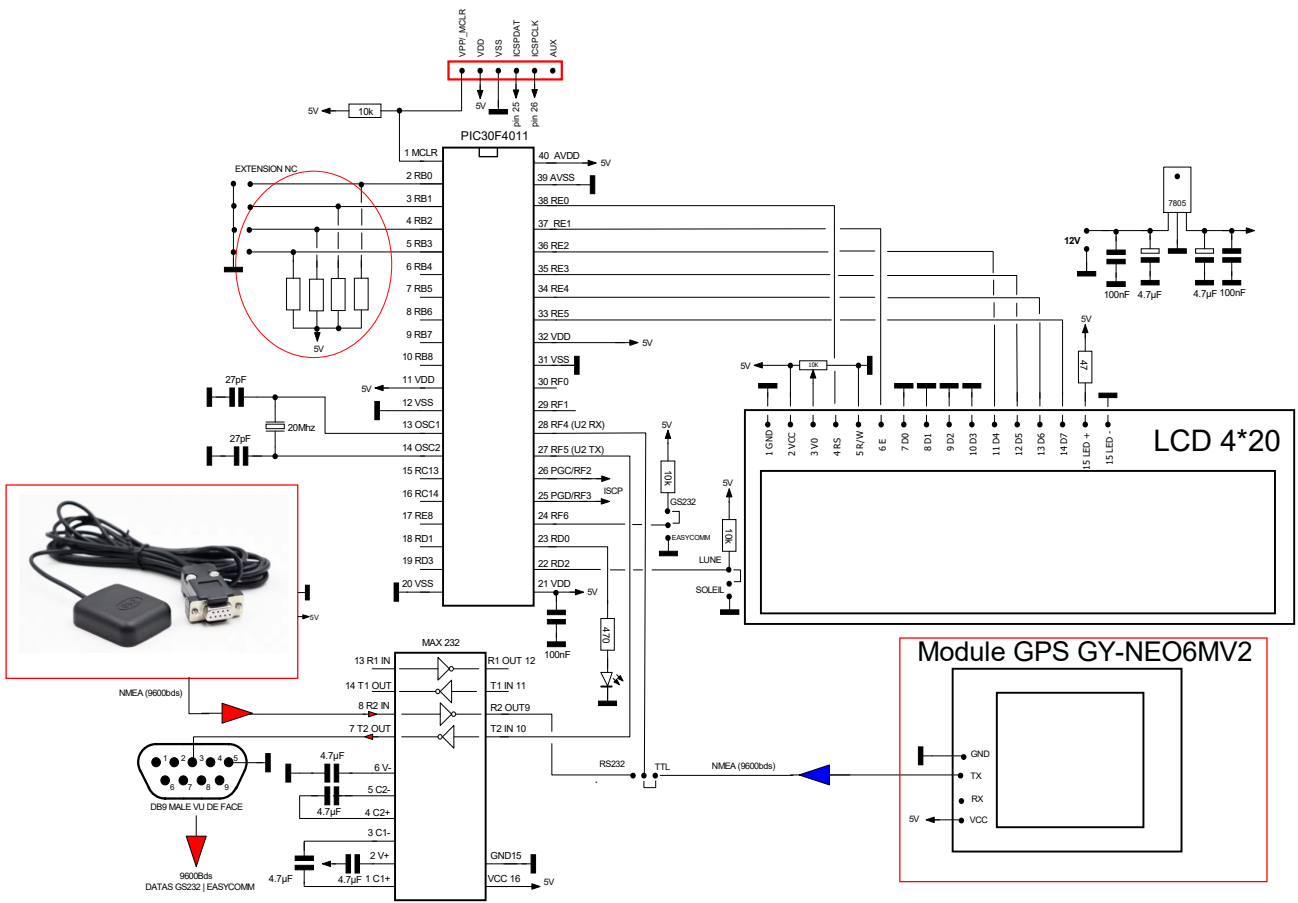 VPP/_MCLR
VDD
VSS
ICSPDAT
ICSPCLK
AUX
5V
10k
5V
pin 25
pin 26
PIC30F4011
1 MCLR
2 RB0
3 RB1
4 RB2
5 RB3
6 RB4
7 RB5
8 RB6
9 RB7
10 RB8
11 VDD
12 VSS
13 OSC1
14 OSC2
15 RC13
16 RC14
17 RE8
18 RD1
19 RD3
20 VSS
40 AVDD
39 AVSS
38 RE0
37 RE1
36 RE2
35 RE3
34 RE4
33 RE5
32 VDD
31 VSS
30 RF0
29 RF1
28 RF4 (U2 RX)
27 RF5 (U2 TX)
26 PGC/RF2
25 PGD/RF3
24 RF6
23 RD0
22 RD2
21 VDD
5V
5V
ISCP
5V
EXTENSION NC
5V
5V
27pF
20Mhz
27pF
5V
10k
GS232
EASYCOMM
5V
10k
LUNE
SOLEIL
470
100nF
7805
12V
100nF
4.7µF
4.7µF
100nF
5V
47
5V
10K
1 GND
2 VCC
3 V0
4 RS
5 R/W
6 E
7 D0
8 D1
9 D2
10 D3
11 D4
12 D5
13 D6
14 D7
15 LED +
15 LED -
LCD 4*20
5V
NMEA (9600bds)
MAX 232
13 R1 IN
14 T1 OUT
8 R2 IN
7 T2 OUT
6 V-
5 C2-
4 C2+
3 C1-
2 V+
1 C1+
R1 OUT 12
T1 IN 11
R2 OUT9
T2 IN 10
GND15
VCC 16
5V
4.7µF
4.7µF
4.7µF
4.7µF
1
2
3
4
5
6
7
8
9
DB9 MALE VU DE FACE
9600Bds
DATAS GS232 | EASYCOMM
RS232
TTL
NMEA (9600bds)
Module GPS GY-NEO6MV2
GND
TX
RX
VCC
5V